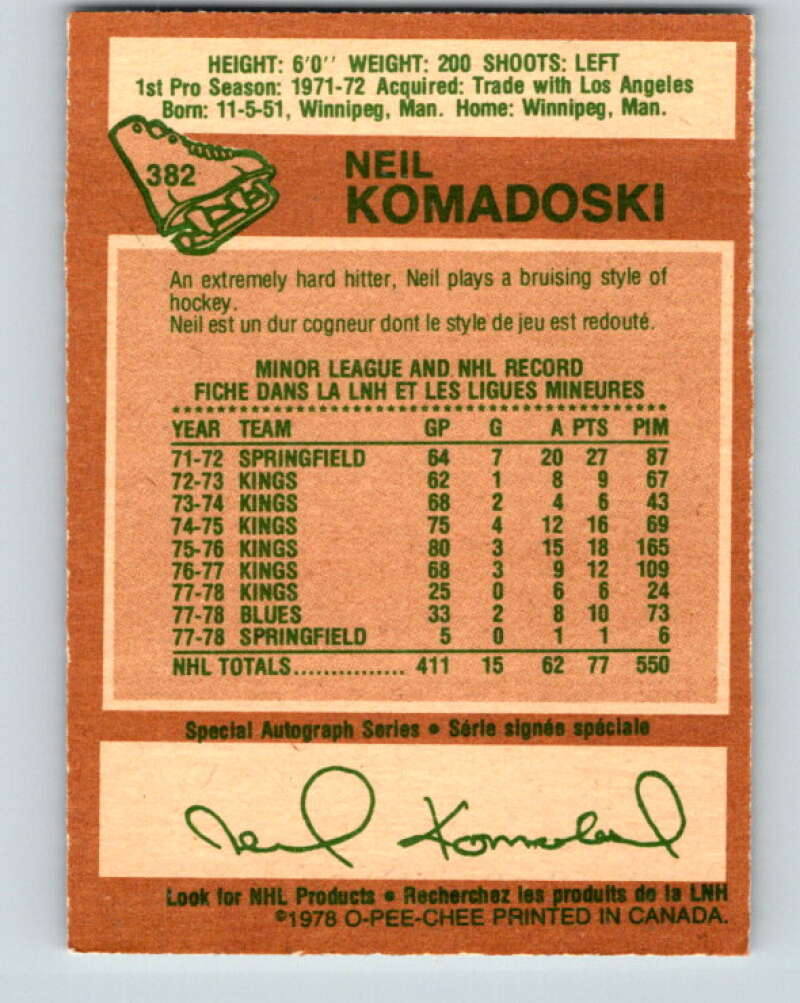 HEIGHT: 6'0'' WEIGHT: 200 SHOOTS: LEFT
1st Pro Season: 1971-72 Acquired: Trade with Los Angeles
Born: 11-5-51, Winnipeg, Man. Home: Winnipeg, Man.
382
NEIL
KOMADOSKI
An extremely hard hitter, Neil plays a bruising style of
hockey.
Neil est un dur cogneur dont le style de jeu est redouté.
MINOR LEAGUE AND NHL RECORD
FICHE DANS LA LNH ET LES LIGUES MINEURES
YEAR TEAM GP G A PTS PIM
71-72 SPRINGFIELD 64 7 20 27 87
72-73 KINGS 62 1 8 9 67
73-74 KINGS 68 2 4 6 43
74-75 KINGS 75 4 12 16 69
75-76 KINGS 80 3 15 18 165
76-77 KINGS 68 3 9 12 109
77-78 KINGS 25 0 6 6 24
77-78 BLUES 33 2 8 10 73
77-78 SPRINGFIELD 5 0 1 1 6
NHL TOTALS............... 411 15 62 77 550
Special Autograph Series • Série signée spéciale
Neil Komadoski
Look for NHL Products • Recherchez les produits de la LNH
©1978 O-PEE-CHEE PRINTED IN CANADA.